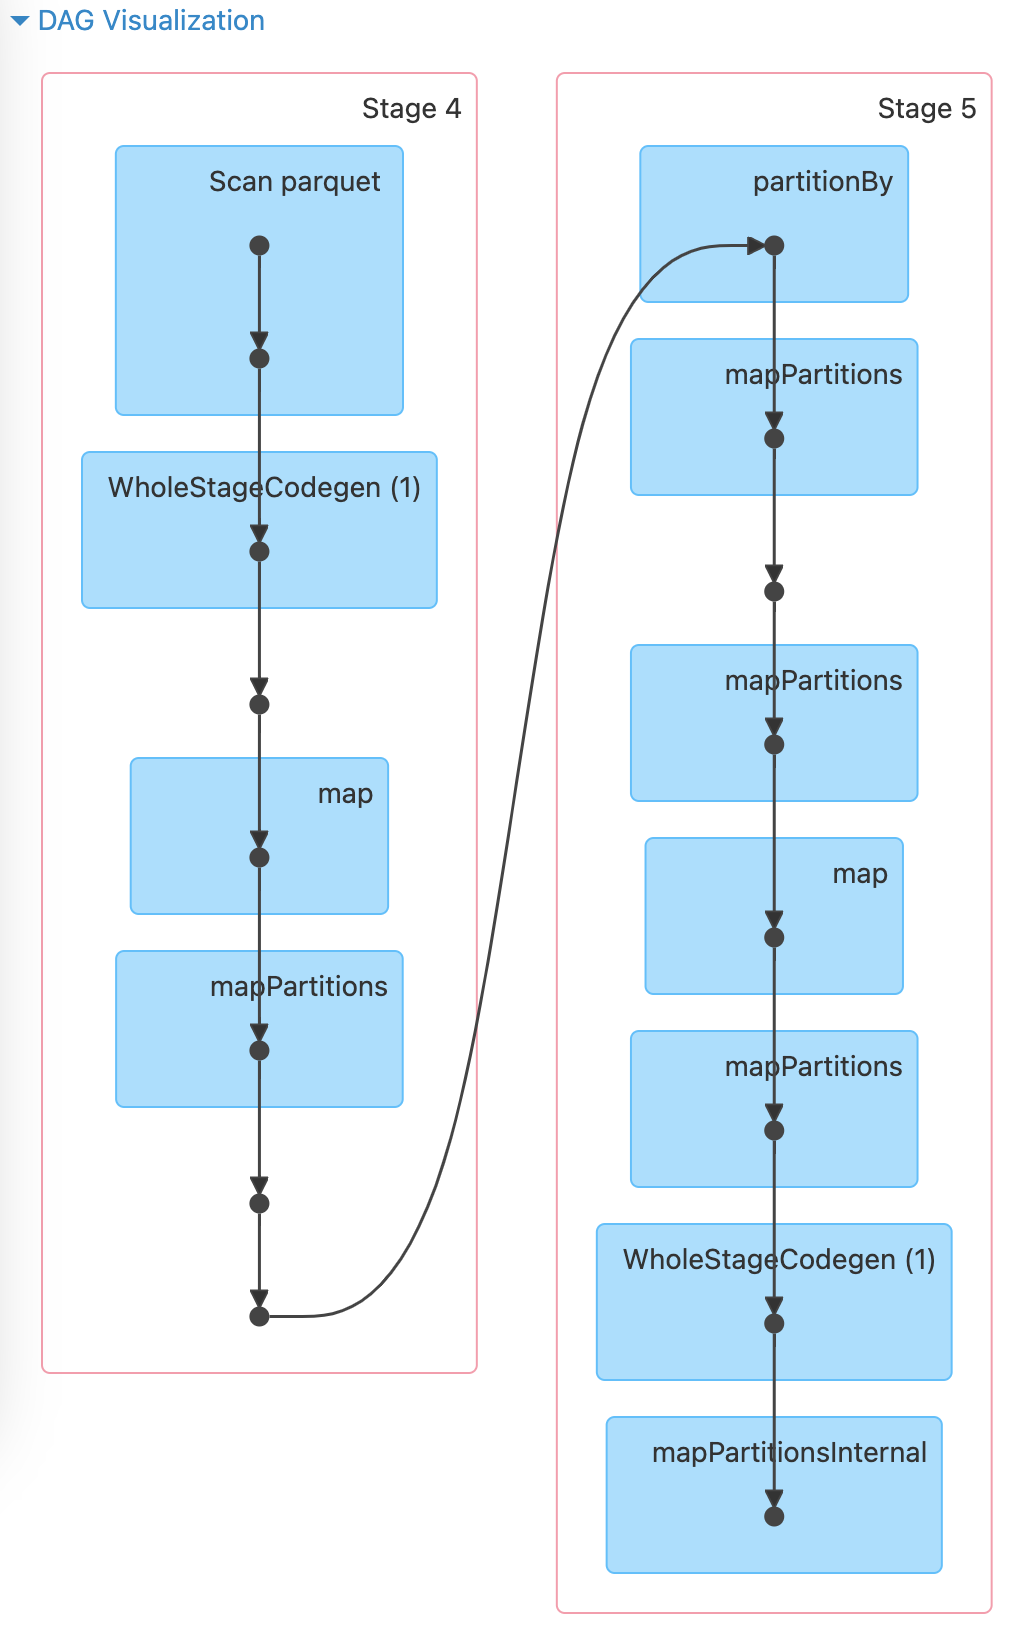 DAG Visualization
Stage 4
Scan parquet
WholeStageCodegen (1)
map
mapPartitions
Stage 5
partitionBy
mapPartitions
mapPartitions
map
mapPartitions
WholeStageCodegen (1)
mapPartitionsInternal